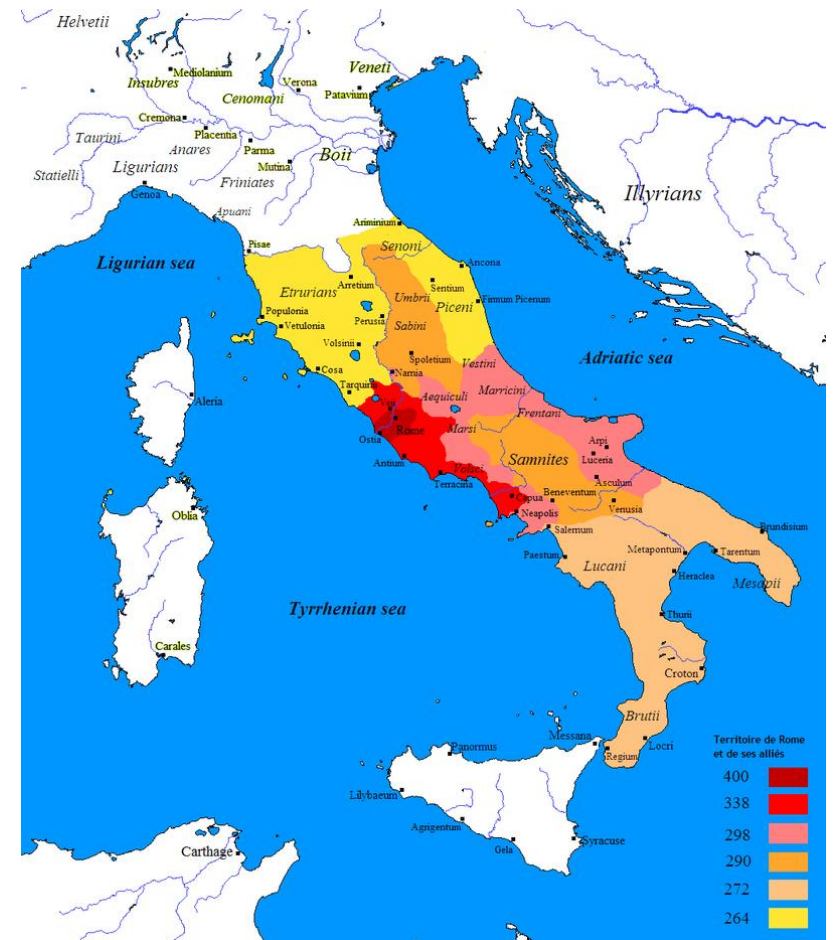 Helvetii
Mediolanium
Insubres
Veneti
Verona
Cenomani
Patavium
Cremona
Placentia
Taurini
Anares
Parma
Boii
Ligurians
Mutina
Statielli
Friniates
Genoa
Illyrians
Apuani
Ariminium
Pisae
Senoni
Ligurian sea
Ancona
Arretium
Sentium
Etrurians
Umbrii
Firmum Picenum
Piceni
Populonia
Perusia
Vetulonia
Sabini
Volsinii
Adriatic sea
Spoletium
Vestini
Cosa
Narnia
Tarquinii
Marricini
Aequiculi
Aleria
Veii
Frentani
Rome
Marsi
Ostia
Arpi
Luceria
Antium
Samnites
Volsci
Terracina
Asculum
Capua
Beneventum
Venusia
Oblia
Neapolis
Salernum
Brundisium
Paestum
Metapontum
Tarentum
Lucani
Heraclea
Mesapii
Tyrrhenian sea
Thurii
Carales
Croton
Brutii
Messana
Locri
Territoire de Rome
et de ses alliés
Panormus
Regium
400
Lilybaeum
338
Agrigentum
298
Carthage
Gela
Syracuse
290
272
264